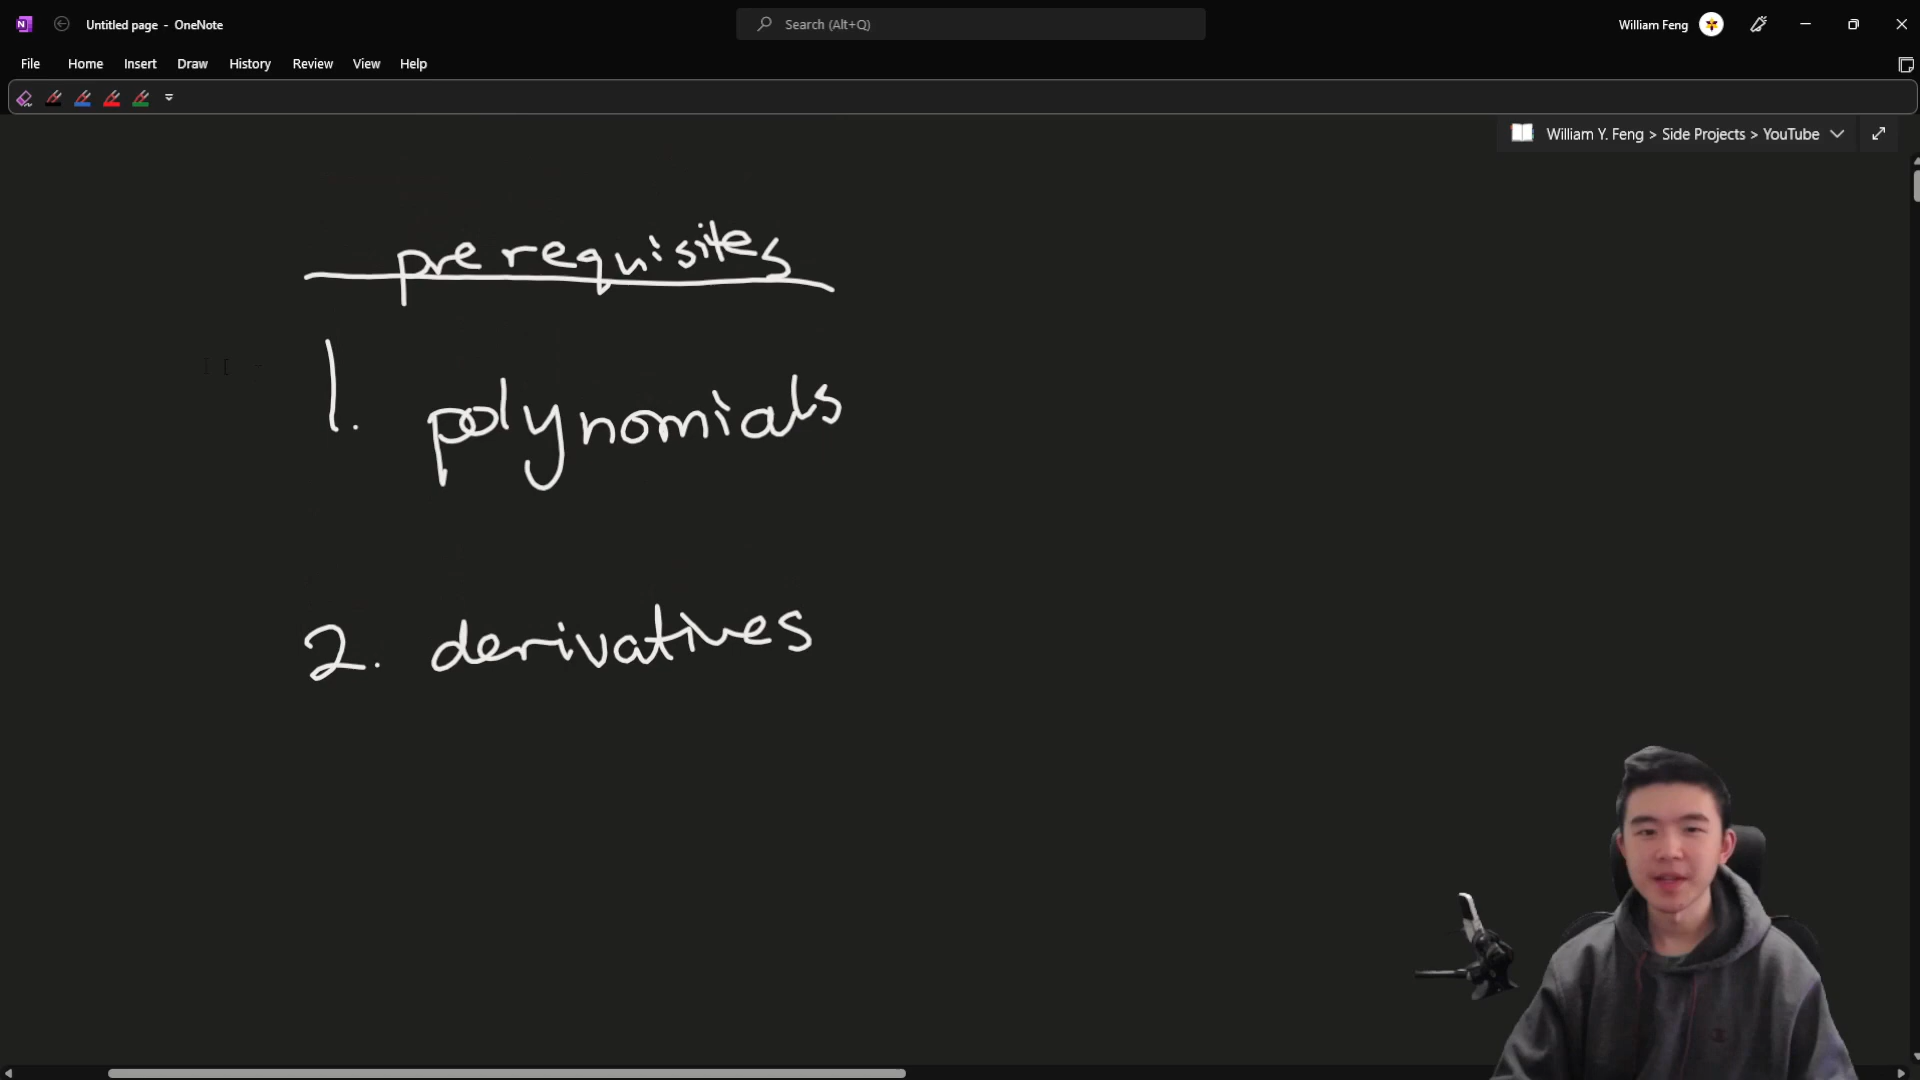 Untitled page - OneNote
Search (Alt+Q)
William Feng
File Home Insert Draw History Review View Help
William Y. Feng > Side Projects > YouTube
prerequisites
1. polynomials
2. derivatives